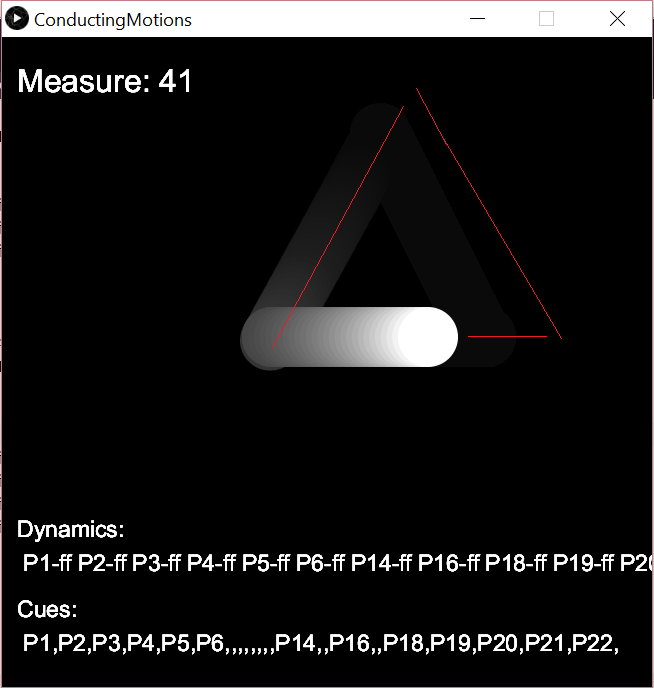 ConductingMotions
Measure: 41
Dynamics:
P1-ff P2-ff P3-ff P4-ff P5-ff P6-ff P14-ff P16-ff P18-ff P19-ff P20
Cues:
P1,P2,P3,P4,P5,P6,,,,,,,,P14,,P16,,P18,P19,P20,P21,P22,